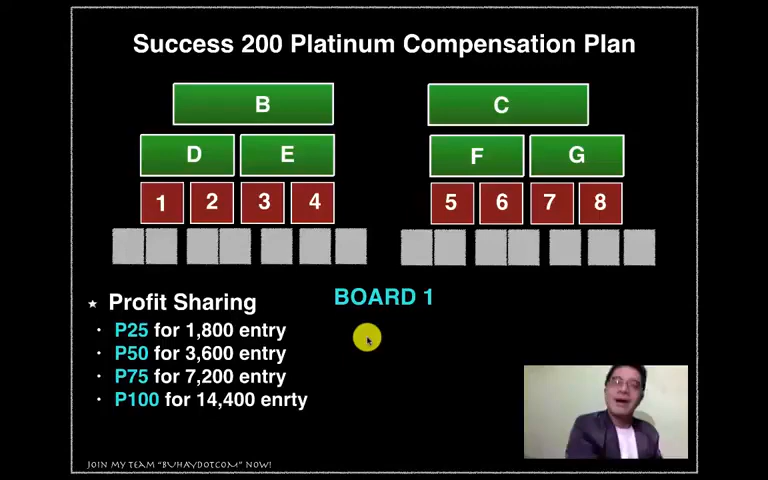 Success 200 Platinum Compensation Plan
B C
D E F G
1 2 3 4 5 6 7 8
Profit Sharing
BOARD 1
P25 for 1,800 entry
P50 for 3,600 entry
P75 for 7,200 entry
P100 for 14,400 enrty
JOIN MY TEAM "BUHAYDOTCOM" NOW!